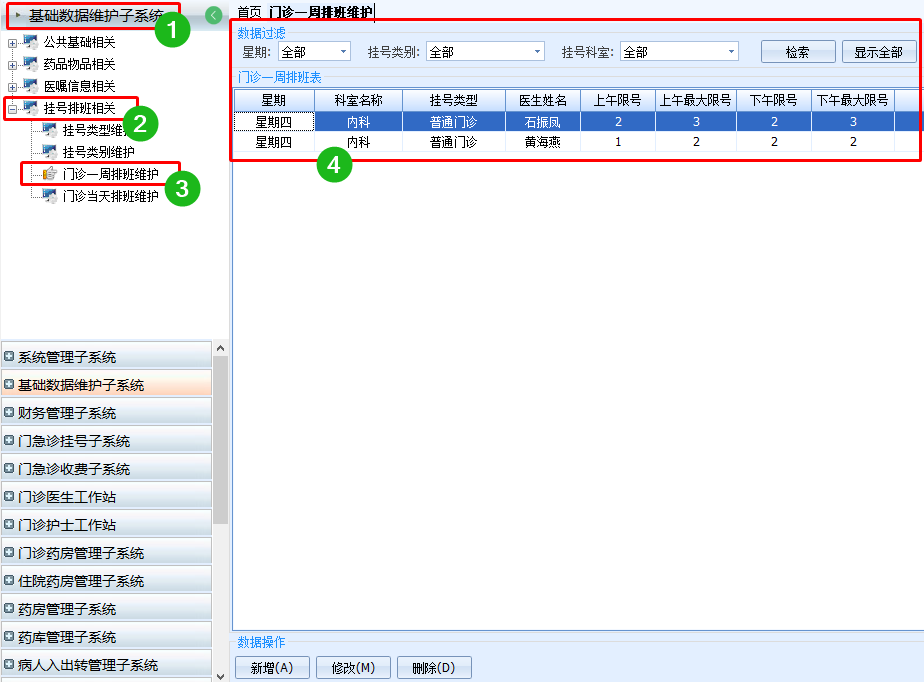 基础数据维护子系统
1
公共基础相关
药品物品相关
医嘱信息相关
挂号排班相关
2
挂号类型维
挂号类别维护
门诊一周排班维护
3
门诊当天排班维护
系统管理子系统
基础数据维护子系统
财务管理子系统
门急诊挂号子系统
门急诊收费子系统
门诊医生工作站
门诊护士工作站
门诊药房管理子系统
住院药房管理子系统
药房管理子系统
药库管理子系统
病人入出转管理子系统
首页 门诊一周排班维护
数据过滤
星期: 全部 挂号类别: 全部 挂号科室: 全部 检索 显示全部
门诊一周排班表
星期 科室名称 挂号类型 医生姓名 上午限号 上午最大限号 下午限号 下午最大限号
星期四 内科 普通门诊 石振凤 2 3 2 3
星期四 内科 普通门诊 黄海燕 1 2 2 2
4
数据操作
新增(A) 修改(M) 删除(D)